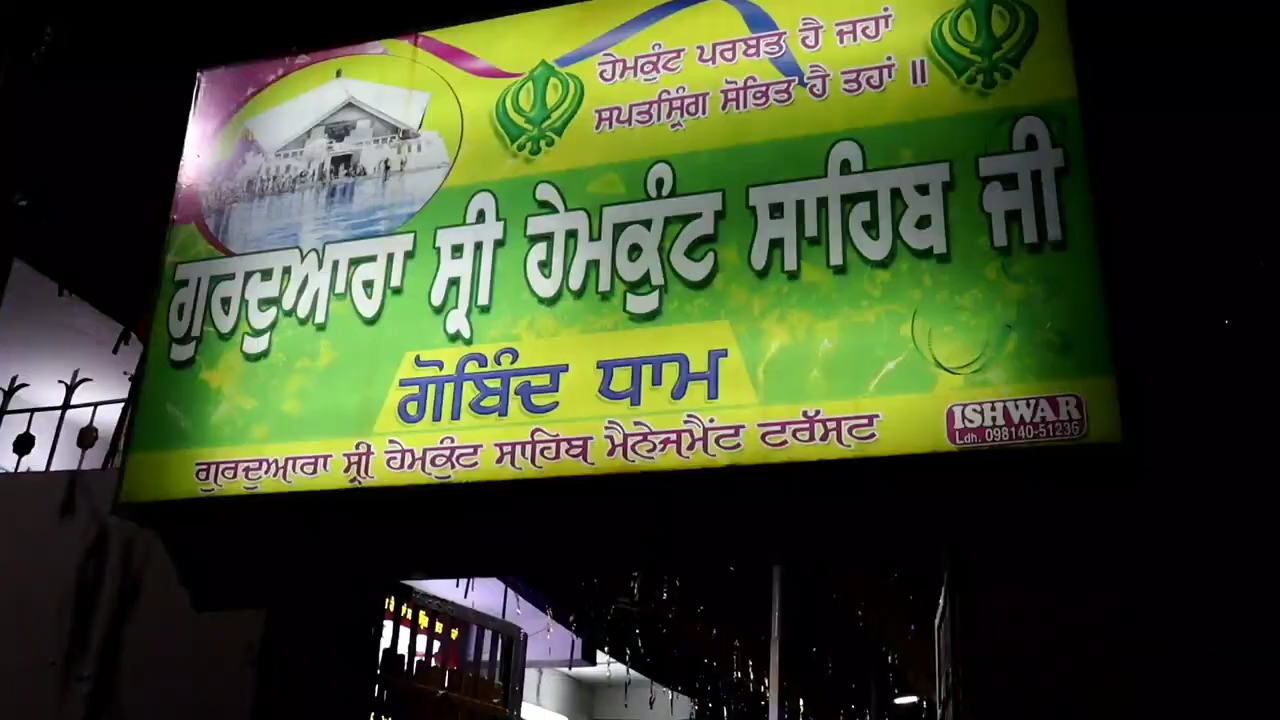 ਹੇਮਕੁੰਟ ਪਰਬਤ ਹੈ ਜਹਾਂ
ਸਪਤਸ੍ਰਿੰਗ ਸੋਭਿਤ ਹੈ ਤਹਾਂ ॥
ਗੁਰਦੁਆਰਾ ਸ੍ਰੀ ਹੇਮਕੁੰਟ ਸਾਹਿਬ ਜੀ
ਗੋਬਿੰਦ ਧਾਮ
ਗੁਰਦੁਆਰਾ ਸ੍ਰੀ ਹੇਮਕੁੰਟ ਸਾਹਿਬ ਮੈਨੇਜਮੈਂਟ ਟਰੱਸਟ
ISHWAR
Ldh. 098140-51236